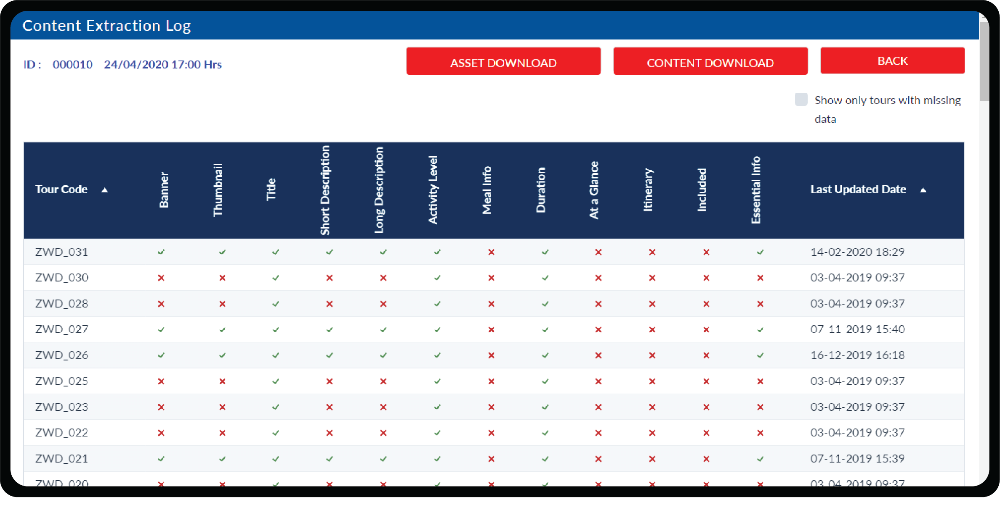 Content Extraction Log
ID : 000010 24/04/2020 17:00 Hrs
ASSET DOWNLOAD
CONTENT DOWNLOAD
BACK
Show only tours with missing
data
Tour Code ▲ Banner Thumbnail Title Short Description Long Description Activity Level Meal Info Duration At a Glance Itinerary Included Essential Info Last Updated Date ▲
ZWD_031 ✓ ✓ ✓ ✓ ✓ ✓ ✗ ✓ ✗ ✗ ✗ ✓ 14-02-2020 18:29
ZWD_030 ✗ ✗ ✓ ✗ ✗ ✓ ✗ ✓ ✗ ✗ ✗ ✗ 03-04-2019 09:37
ZWD_028 ✗ ✗ ✓ ✗ ✗ ✓ ✗ ✓ ✗ ✗ ✗ ✗ 03-04-2019 09:37
ZWD_027 ✓ ✓ ✓ ✓ ✓ ✓ ✗ ✓ ✗ ✗ ✗ ✓ 07-11-2019 15:40
ZWD_026 ✓ ✓ ✓ ✓ ✓ ✓ ✗ ✓ ✗ ✗ ✗ ✓ 16-12-2019 16:18
ZWD_025 ✗ ✗ ✓ ✗ ✗ ✓ ✗ ✓ ✗ ✗ ✗ ✗ 03-04-2019 09:37
ZWD_023 ✗ ✗ ✓ ✗ ✗ ✓ ✗ ✓ ✗ ✗ ✗ ✗ 03-04-2019 09:37
ZWD_022 ✗ ✗ ✓ ✗ ✗ ✓ ✗ ✓ ✗ ✗ ✗ ✗ 03-04-2019 09:37
ZWD_021 ✓ ✓ ✓ ✓ ✓ ✓ ✗ ✓ ✗ ✗ ✗ ✓ 07-11-2019 15:39
ZWD_020 ✗ ✗ ✓ ✗ ✗ ✓ ✗ ✓ ✗ ✗ ✗ ✗ 03-04-2019 09:37